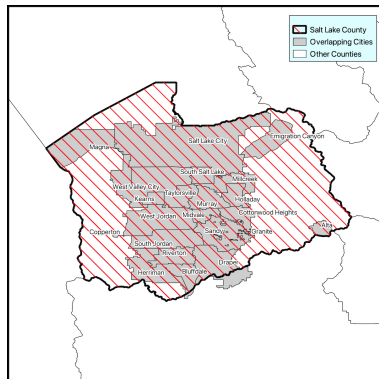 Salt Lake County
Overlapping Cities
Other Counties
Emigration Canyon
Salt Lake City
Magna
South Salt Lake
Millcreek
West Valley City
Taylorsville
Kearns
Holladay
Murray
West Jordan
Midvale
Cottonwood Heights
Alta
Copperton
Sandy
Granite
South Jordan
Riverton
Draper
Herriman
Bluffdale